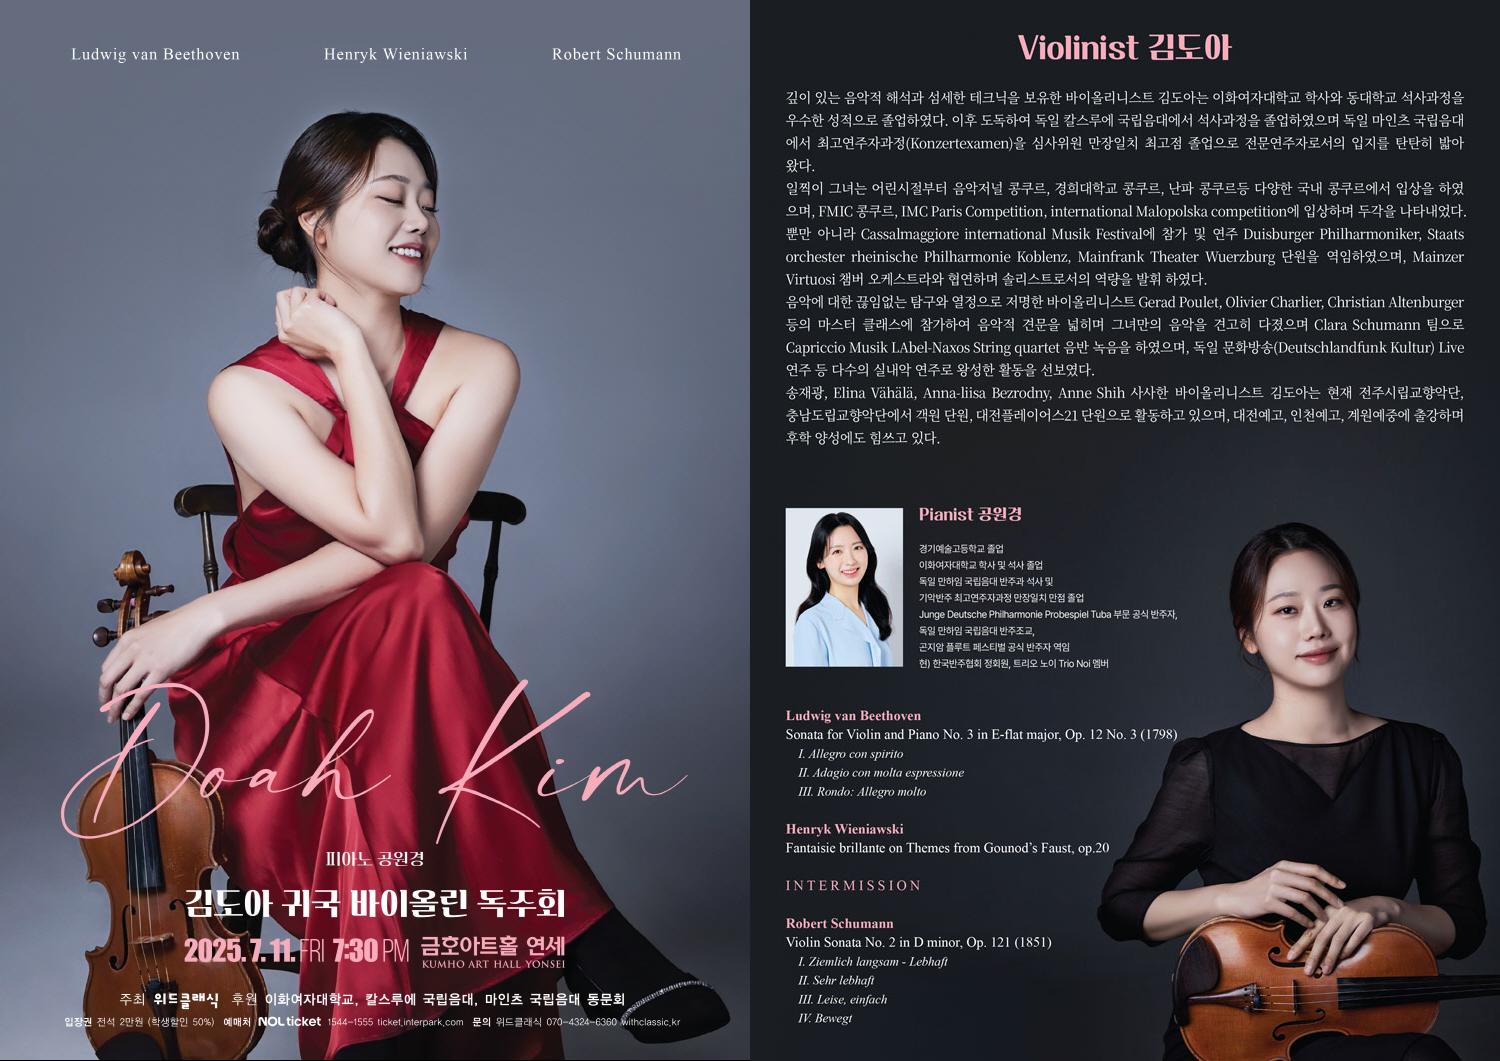 Ludwig van Beethoven
Henryk Wieniawski
Robert Schumann
Doah Kim
피아노 공원경
김도아 귀국 바이올린 독주회
2025. 7. 11. FRI 7:30 PM 금호아트홀 연세
KUMHO ART HALL YONSEI
주최 위드클래식 후원 이화여자대학교, 칼스루에 국립음대, 마인츠 국립음대 동문회
입장권 전석 2만원 (학생할인 50%) 예매처 NOL ticket 1544-1555 ticket.interpark.com 문의 위드클래식 070-4324-6360 withclassic.kr
Violinist 김도아
깊이 있는 음악적 해석과 섬세한 테크닉을 보유한 바이올리니스트 김도아는 이화여자대학교 학사와 동대학교 석사과정을
우수한 성적으로 졸업하였다. 이후 도독하여 독일 칼스루에 국립음대에서 석사과정을 졸업하였으며 독일 마인츠 국립음대
에서 최고연주자과정(Konzertexamen)을 심사위원 만장일치 최고점 졸업으로 전문연주자로서의 입지를 탄탄히 밟아
왔다.
일찍이 그녀는 어린시절부터 음악저널 콩쿠르, 경희대학교 콩쿠르, 난파 콩쿠르등 다양한 국내 콩쿠르에서 입상을 하였
으며, FMIC 콩쿠르, IMC Paris Competition, international Malopolska competition에 입상하며 두각을 나타내었다.
뿐만 아니라 Cassalmaggiore international Musik Festival에 참가 및 연주 Duisburger Philharmoniker, Staats
orchester rheinische Philharmonie Koblenz, Mainfrank Theater Wuerzburg 단원을 역임하였으며, Mainzer
Virtuosi 챔버 오케스트라와 협연하며 솔리스트로서의 역량을 발휘 하였다.
음악에 대한 끊임없는 탐구와 열정으로 저명한 바이올리니스트 Gerad Poulet, Olivier Charlier, Christian Altenburger
등의 마스터 클래스에 참가하여 음악적 견문을 넓히며 그녀만의 음악을 견고히 다졌으며 Clara Schumann 팀으로
Capriccio Musik LAbel-Naxos String quartet 음반 녹음을 하였으며, 독일 문화방송(Deutschlandfunk Kultur) Live
연주 등 다수의 실내악 연주로 왕성한 활동을 선보였다.
송재광, Elina Vähälä, Anna-liisa Bezrodny, Anne Shih 사사한 바이올리니스트 김도아는 현재 전주시립교향악단,
충남도립교향악단에서 객원 단원, 대전플레이어스21 단원으로 활동하고 있으며, 대전예고, 인천예고, 계원예중에 출강하며
후학 양성에도 힘쓰고 있다.
Pianist 공원경
경기예술고등학교 졸업
이화여자대학교 학사 및 석사 졸업
독일 만하임 국립음대 반주과 석사 및
기악반주 최고연주자과정 만장일치 만점 졸업
Junge Deutsche Philharmonie Probespiel Tuba 부문 공식 반주자,
독일 만하임 국립음대 반주조교,
곤지암 플루트 페스티벌 공식 반주자 역임
현) 한국반주협회 정회원, 트리오 노이 Trio Noi 멤버
Ludwig van Beethoven
Sonata for Violin and Piano No. 3 in E-flat major, Op. 12 No. 3 (1798)
I. Allegro con spirito
II. Adagio con molta espressione
III. Rondo: Allegro molto
Henryk Wieniawski
Fantaisie brillante on Themes from Gounod's Faust, op.20
INTERMISSION
Robert Schumann
Violin Sonata No. 2 in D minor, Op. 121 (1851)
I. Ziemlich langsam - Lebhaft
II. Sehr lebhaft
III. Leise, einfach
IV. Bewegt